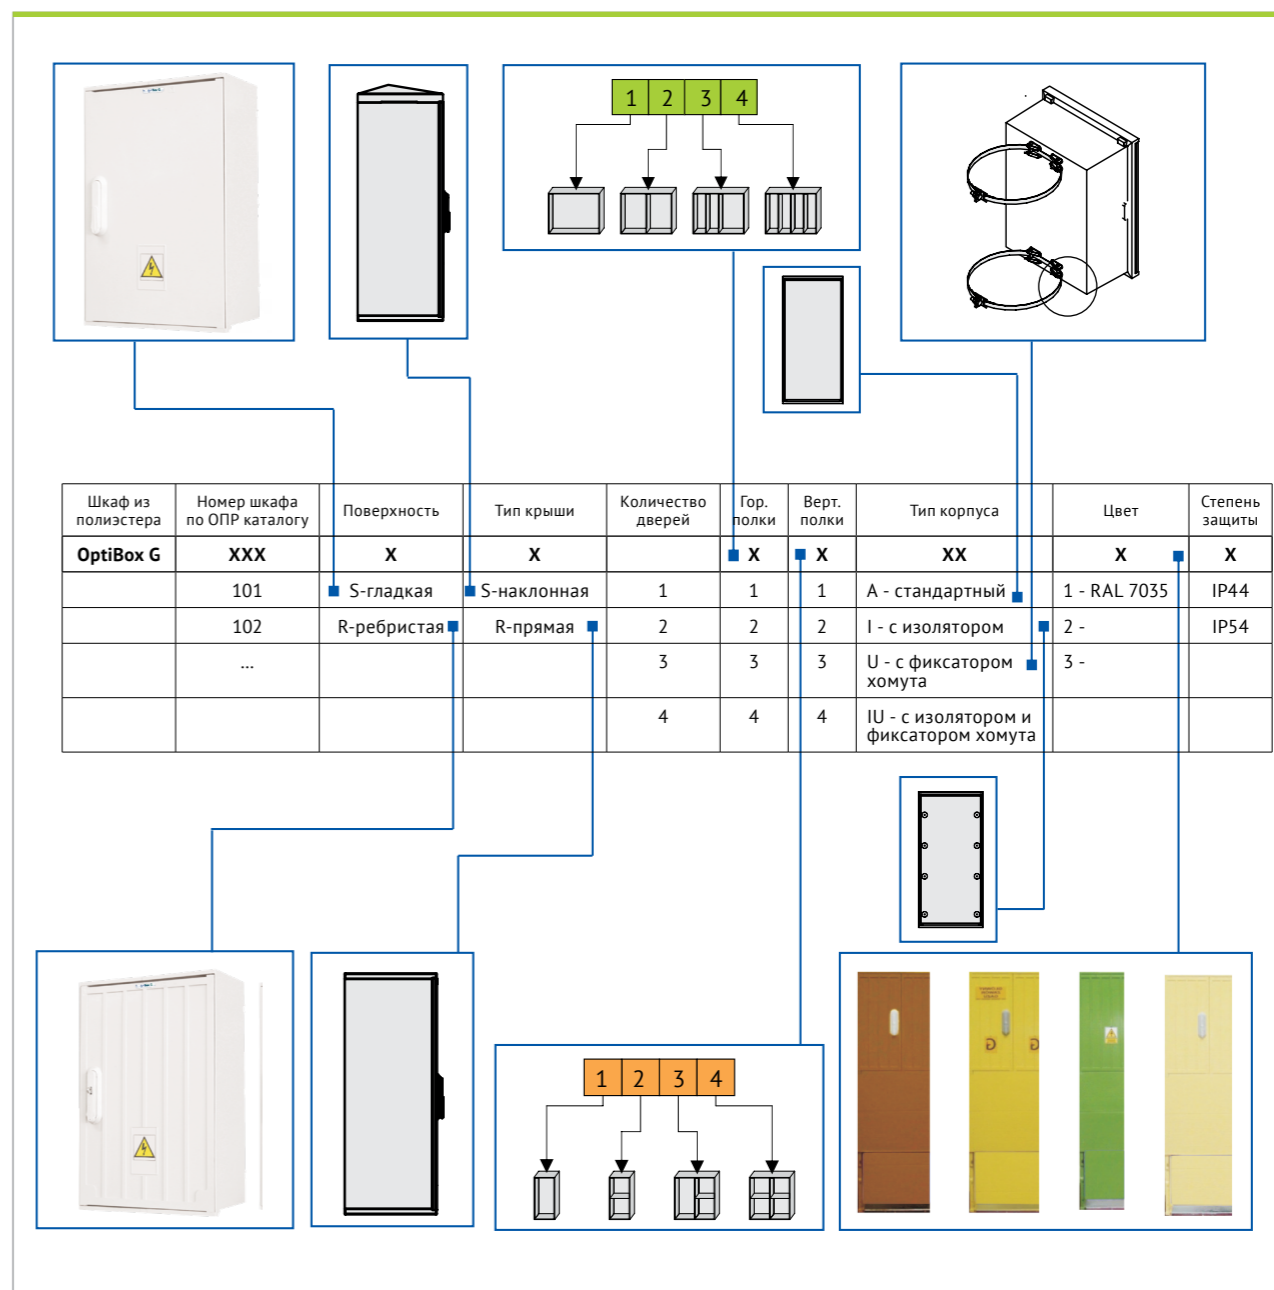 1 2 3 4
Шкаф из полиэстера
Номер шкафа по ОПР каталогу
Поверхность
Тип крыши
Количество дверей
Гор. полки
Верт. полки
Тип корпуса
Цвет
Степень защиты
OptiBox G XXX X X X X XX X X
101 S-гладкая S-наклонная 1 1 1 A - стандартный 1 - RAL 7035 IP44
102 R-ребристая R-прямая 2 2 2 I - с изолятором 2 - IP54
... 3 3 3 U - с фиксатором хомута 3 -
4 4 4 IU - с изолятором и фиксатором хомута
1 2 3 4